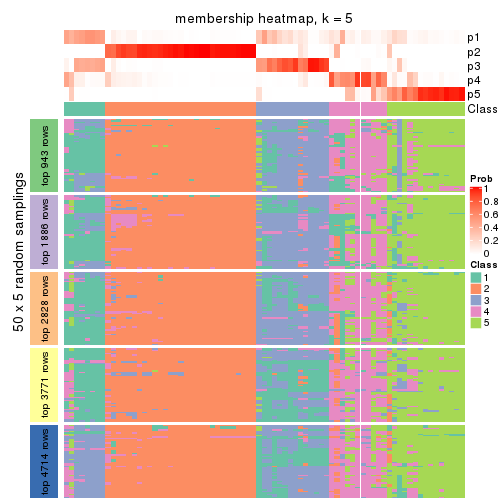 membership heatmap, k = 5
p1
p2
p3
p4
p5
Class
50 x 5 random samplings
top 943 rows
top 1886 rows
top 2828 rows
top 3771 rows
top 4714 rows
Prob
1
0.8
0.6
0.4
0.2
0
Class
1
2
3
4
5